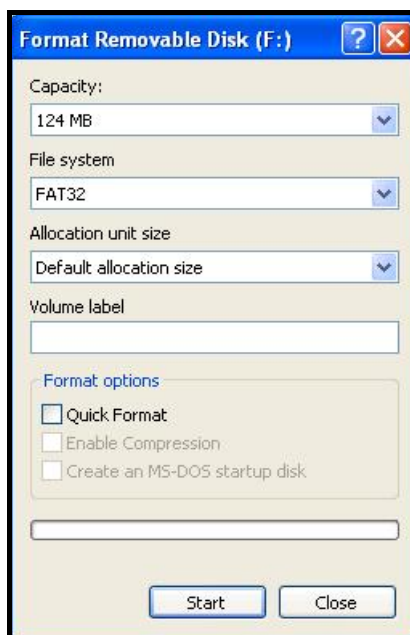 Format Removable Disk (F:)
Capacity:
124 MB
File system
FAT32
Allocation unit size
Default allocation size
Volume label
Format options
Quick Format
Enable Compression
Create an MS-DOS startup disk
Start
Close